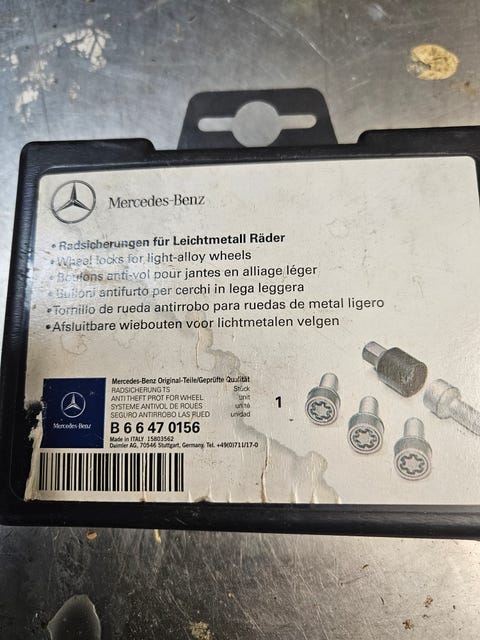 Mercedes-Benz
• Radsicherungen für Leichtmetall Räder
• Wheel locks for light-alloy wheels
• Boulons anti-vol pour jantes en alliage léger
• Bulloni antifurto per cerchi in lega leggera
• Tornillo de rueda antirrobo para ruedas de metal ligero
• Afsluitbare wiebouten voor lichtmetalen velgen
Mercedes-Benz Original-Teile/Geprüfte Qualität
RADSICHERUNG TS Stück
ANTI THEFT PROT FOR WHEEL unit
SYSTEME ANTIVOL DE ROUES unité
SEGURO ANTIRROBO LAS RUED unidad
1
B 6 6 47 0156
Made in ITALY 15803562
Daimler, 70546 Stuttgart, Germany. Tel. +49(0)711/17-0
Mercedes-Benz